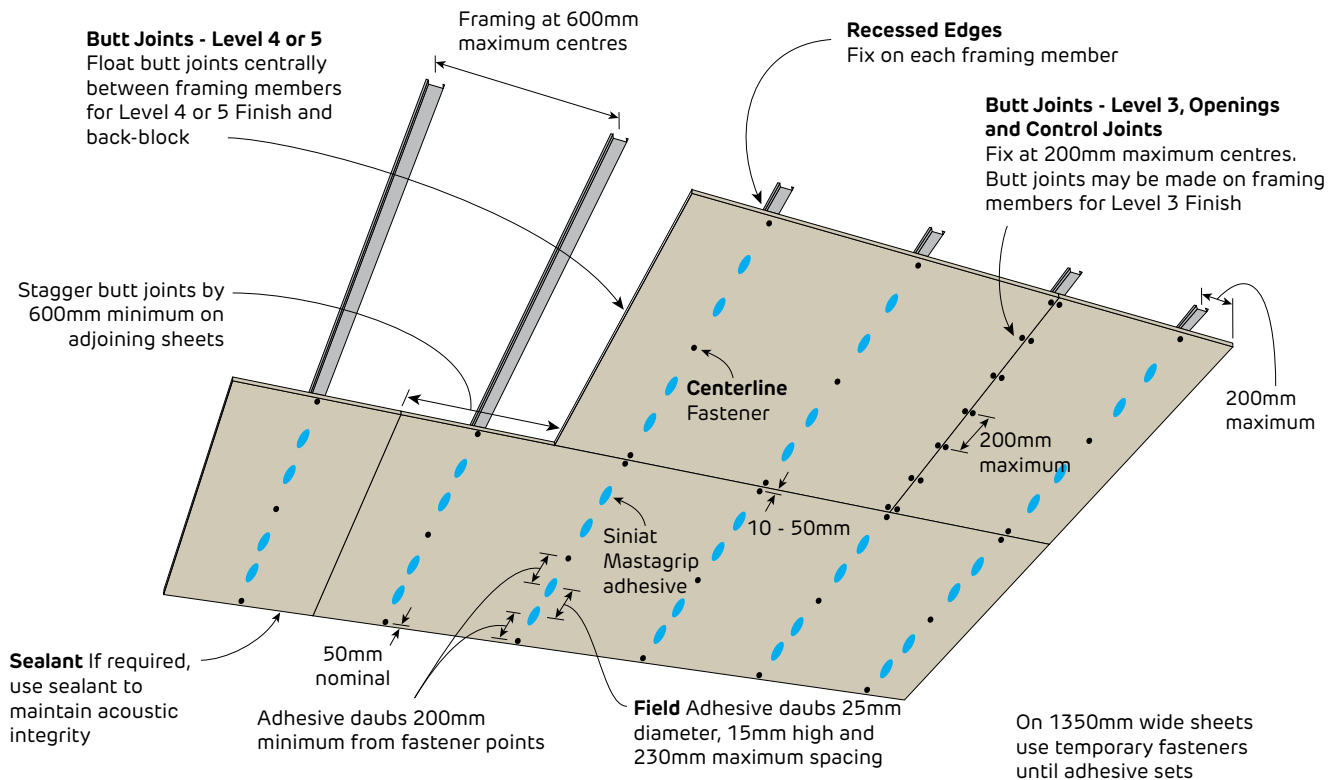 Framing at 600mm
maximum centres
Butt Joints - Level 4 or 5
Float butt joints centrally
between framing members
for Level 4 or 5 Finish and
back-block
Recessed Edges
Fix on each framing member
Butt Joints - Level 3, Openings
and Control Joints
Fix at 200mm maximum centres.
Butt joints may be made on framing
members for Level 3 Finish
Stagger butt joints by
600mm minimum on
adjoining sheets
Centerline
Fastener
200mm
maximum
200mm
maximum
10 - 50mm
Siniat
Mastagrip
adhesive
Sealant If required,
use sealant to
maintain acoustic
integrity
50mm
nominal
Adhesive daubs 200mm
minimum from fastener points
Field Adhesive daubs 25mm
diameter, 15mm high and
230mm maximum spacing
On 1350mm wide sheets
use temporary fasteners
until adhesive sets